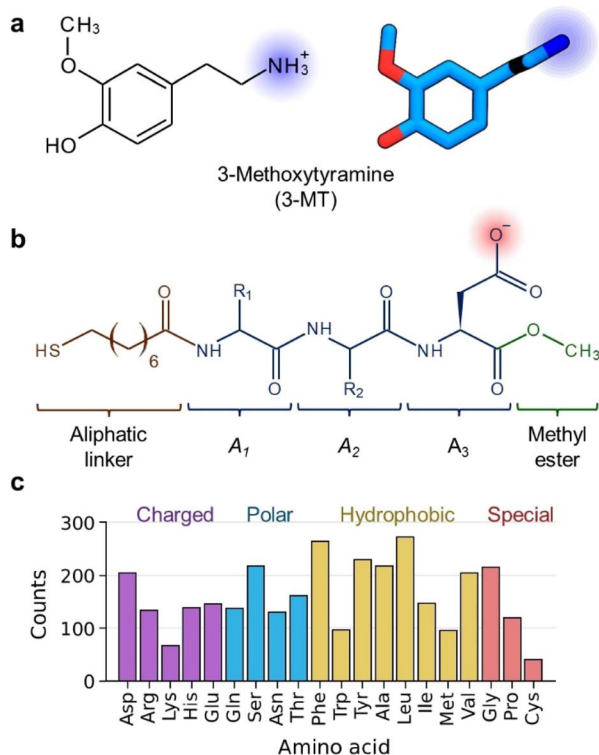 a
CH3
O
HO
NH3+
3-Methoxytyramine
(3-MT)
b
HS
6
O
NH
R1
O
NH
R2
O
NH
O−
O
O
O
CH3
Aliphatic
linker
A1
A2
A3
Methyl
ester
c
Charged
Polar
Hydrophobic
Special
Counts
300
200
100
0
Asp
Arg
Lys
His
Glu
Gln
Ser
Asn
Thr
Phe
Trp
Tyr
Ala
Leu
Ile
Met
Val
Gly
Pro
Cys
Amino acid